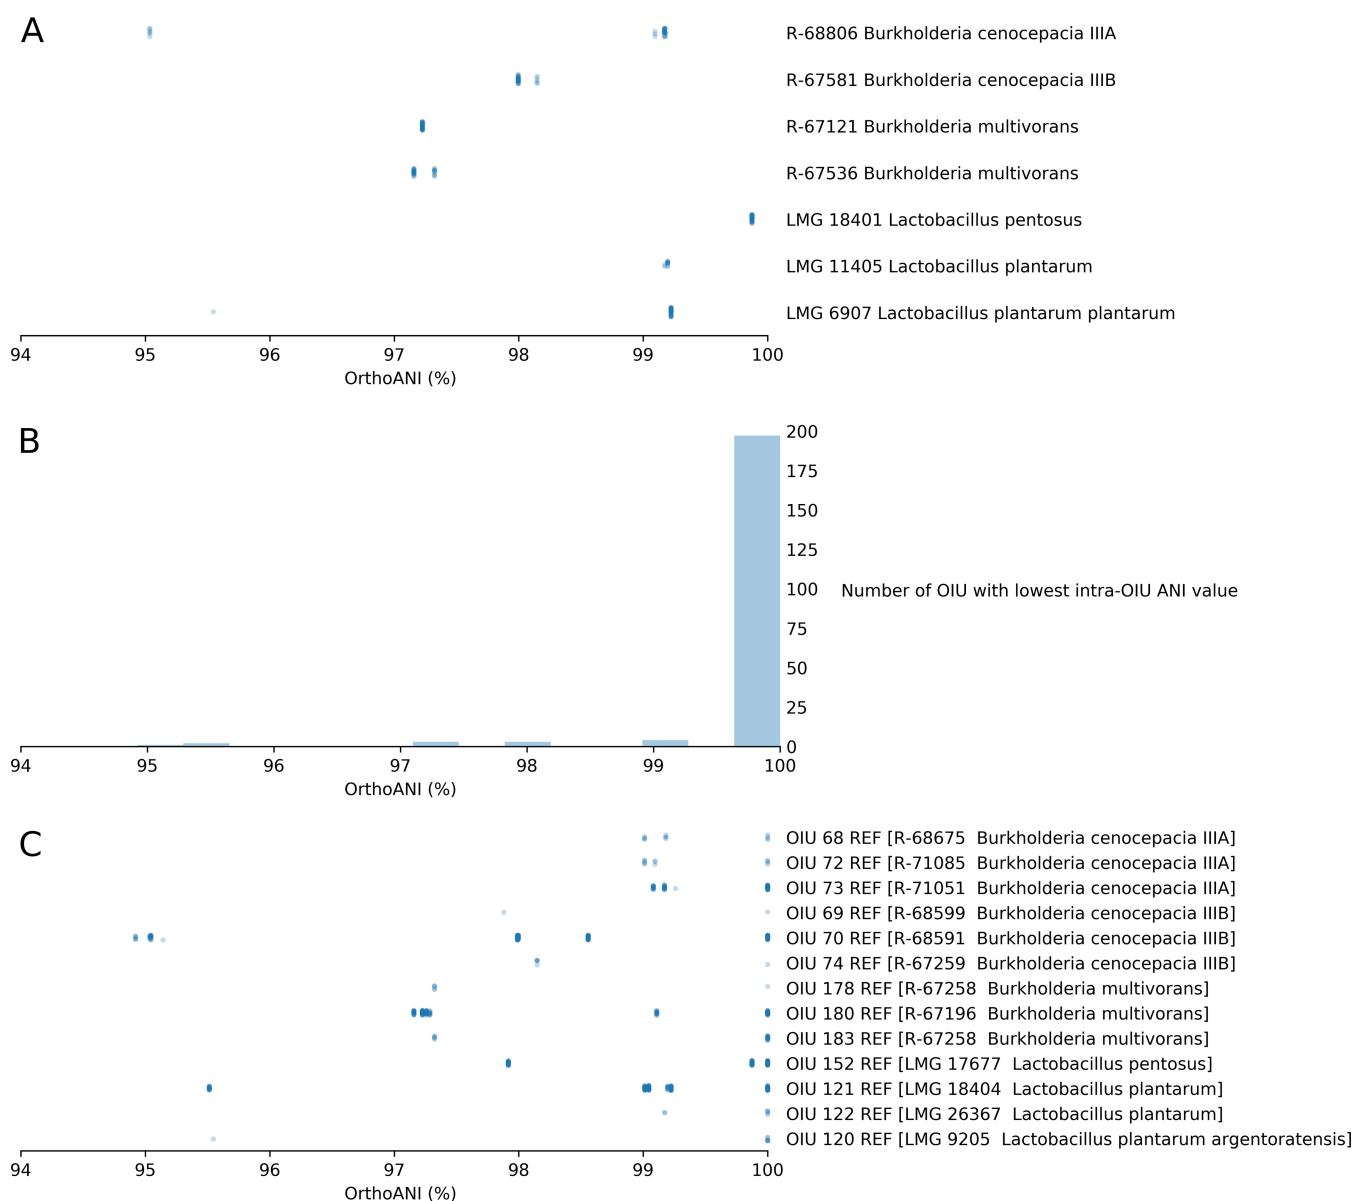 A
R-68806 Burkholderia cenocepacia IIIA
R-67581 Burkholderia cenocepacia IIIB
R-67121 Burkholderia multivorans
R-67536 Burkholderia multivorans
LMG 18401 Lactobacillus pentosus
LMG 11405 Lactobacillus plantarum
LMG 6907 Lactobacillus plantarum plantarum
94 95 96 97 98 99 100
OrthoANI (%)
B
200
175
150
125
100
Number of OIU with lowest intra-OIU ANI value
75
50
25
0
94 95 96 97 98 99 100
OrthoANI (%)
C
OIU 68 REF [R-68675 Burkholderia cenocepacia IIIA]
OIU 72 REF [R-71085 Burkholderia cenocepacia IIIA]
OIU 73 REF [R-71051 Burkholderia cenocepacia IIIA]
OIU 69 REF [R-68599 Burkholderia cenocepacia IIIB]
OIU 70 REF [R-68591 Burkholderia cenocepacia IIIB]
OIU 74 REF [R-67259 Burkholderia cenocepacia IIIB]
OIU 178 REF [R-67258 Burkholderia multivorans]
OIU 180 REF [R-67196 Burkholderia multivorans]
OIU 183 REF [R-67258 Burkholderia multivorans]
OIU 152 REF [LMG 17677 Lactobacillus pentosus]
OIU 121 REF [LMG 18404 Lactobacillus plantarum]
OIU 122 REF [LMG 26367 Lactobacillus plantarum]
OIU 120 REF [LMG 9205 Lactobacillus plantarum argentoratensis]
94 95 96 97 98 99 100
OrthoANI (%)